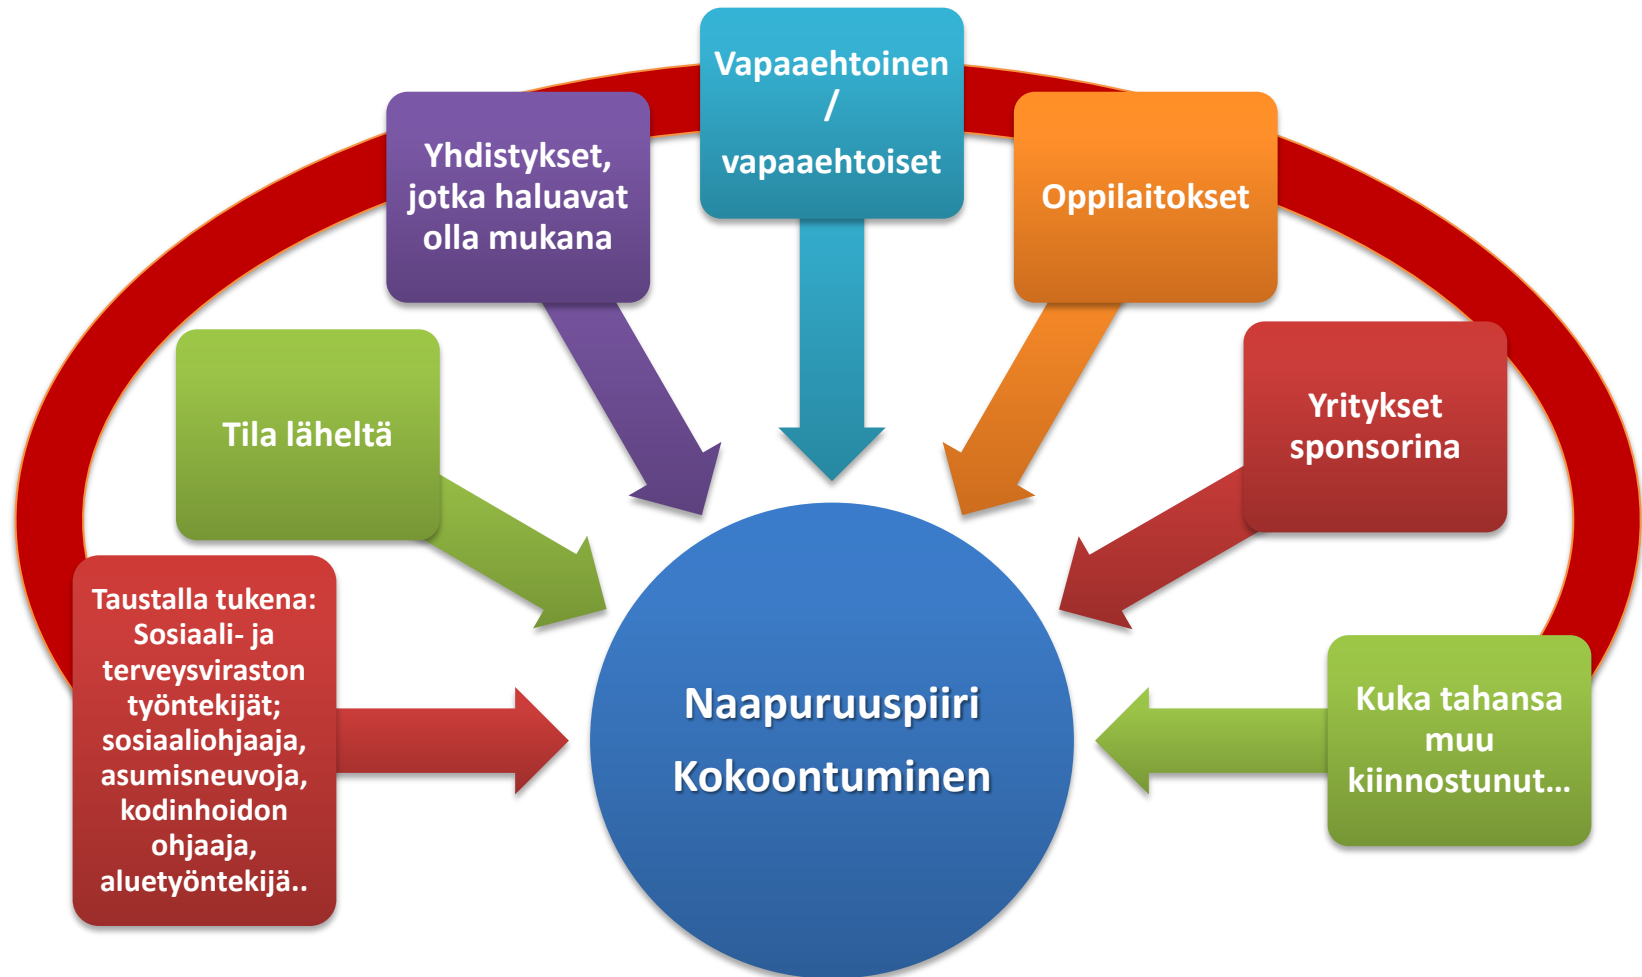 Vapaaehtoinen
/
vapaaehtoiset
Yhdistykset,
jotka haluavat
olla mukana
Oppilaitokset
Tila läheltä
Yritykset
sponsorina
Taustalla tukena:
Sosiaali- ja
terveysviraston
työntekijät;
sosiaaliohjaaja,
asumisneuvoja,
kodinhoidon
ohjaaja,
aluetyöntekijä..
Naapuruuspiiri
Kokoontuminen
Kuka tahansa
muu
kiinnostunut…